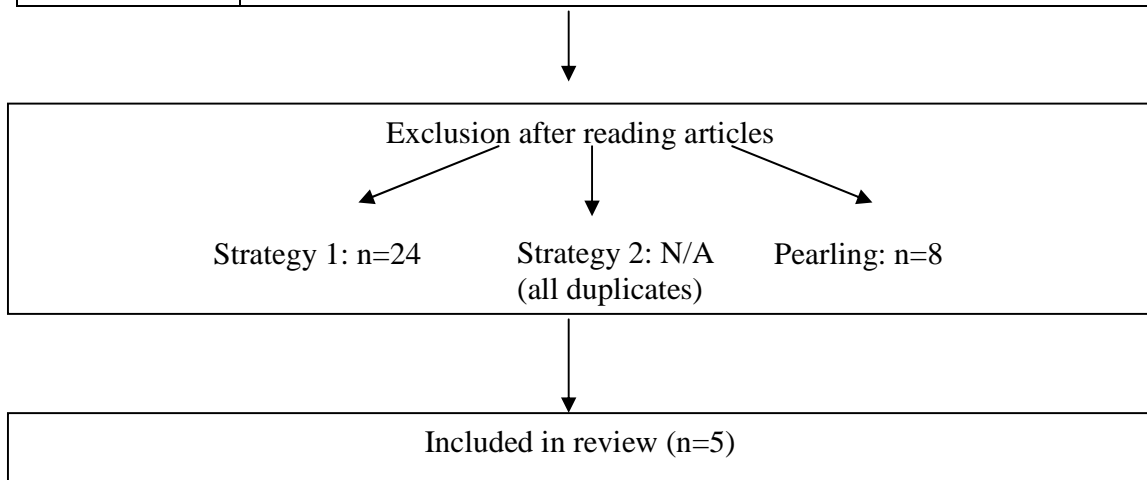 Exclusion after reading articles
Strategy 1: n=24
Strategy 2: N/A
(all duplicates)
Pearling: n=8
Included in review (n=5)